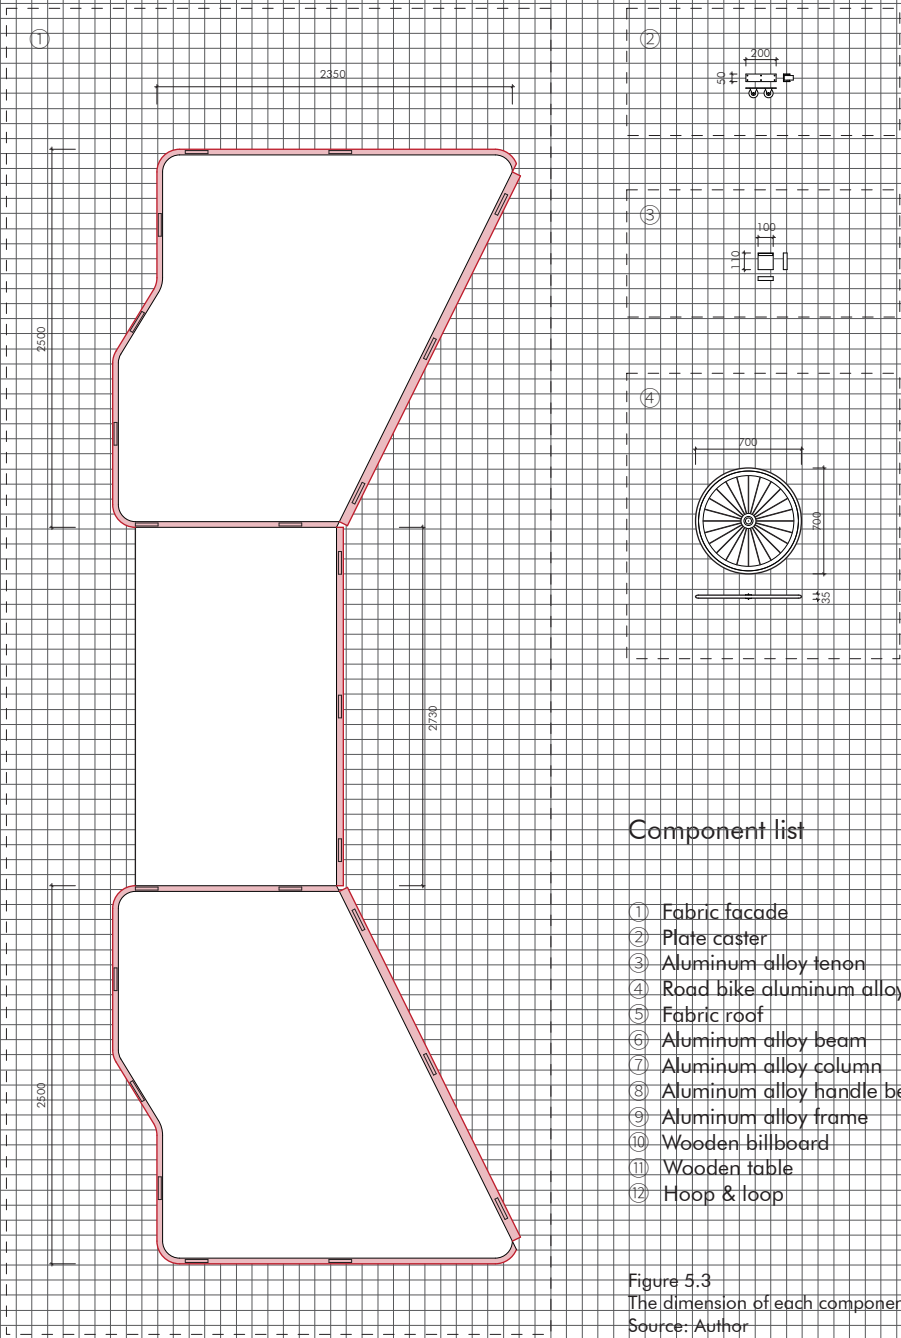 ①
2350
2500
2730
2500
②
200
50
③
100
110
④
700
700
35
Component list
① Fabric facade
② Plate caster
③ Aluminum alloy tenon
④ Road bike aluminum alloy
⑤ Fabric roof
⑥ Aluminum alloy beam
⑦ Aluminum alloy column
⑧ Aluminum alloy handle be
⑨ Aluminum alloy frame
⑩ Wooden billboard
⑪ Wooden table
⑫ Hoop & loop
Figure 5.3
The dimension of each componen
Source: Author